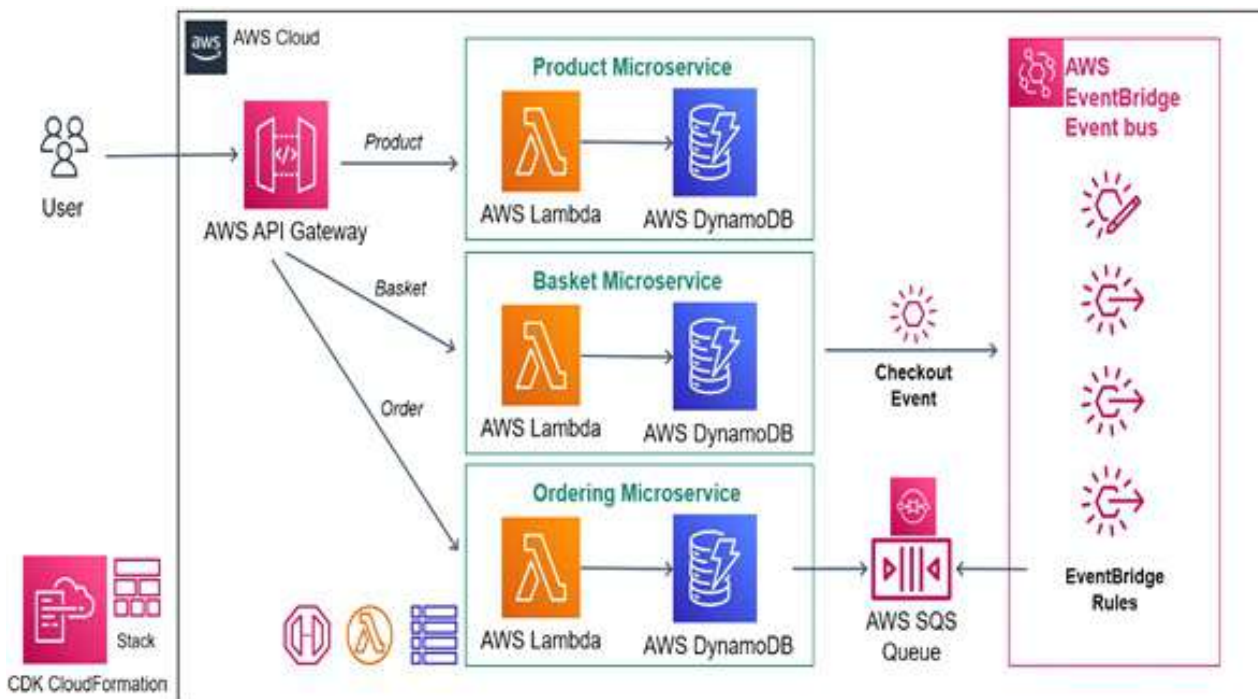 aws
AWS Cloud
User
AWS API Gateway
Product
Basket
Order
Product Microservice
AWS Lambda
AWS DynamoDB
Basket Microservice
AWS Lambda
AWS DynamoDB
Ordering Microservice
AWS Lambda
AWS DynamoDB
Checkout
Event
AWS SQS
Queue
AWS
EventBridge
Event bus
EventBridge
Rules
Stack
CDK CloudFormation